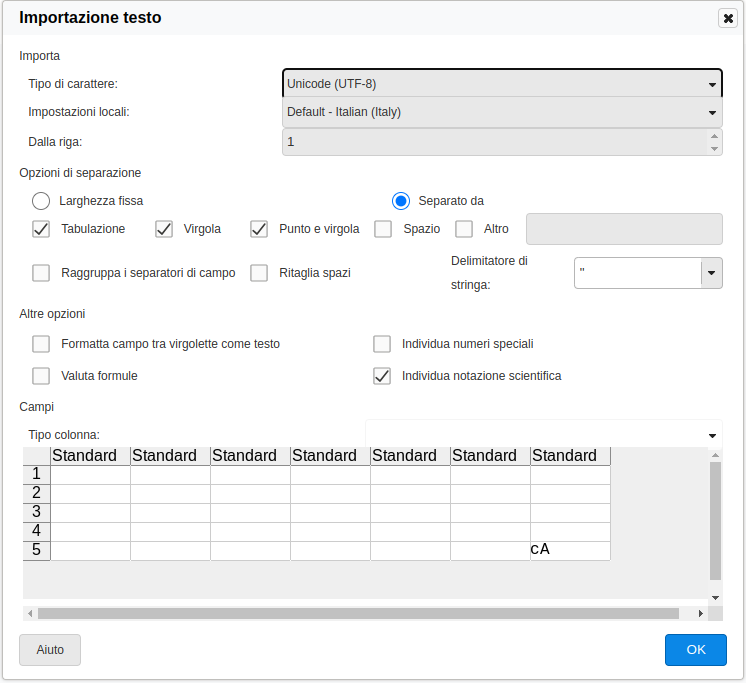 Importazione testo
Importa
Tipo di carattere: Unicode (UTF-8)
Impostazioni locali: Default - Italian (Italy)
Dalla riga: 1
Opzioni di separazione
Larghezza fissa Separato da
Tabulazione Virgola Punto e virgola Spazio Altro
Raggruppa i separatori di campo Ritaglia spazi Delimitatore di stringa: "
Altre opzioni
Formatta campo tra virgolette come testo Individua numeri speciali
Valuta formule Individua notazione scientifica
Campi
Tipo colonna:
Standard Standard Standard Standard Standard Standard Standard
1
2
3
4
5 cA
Aiuto OK